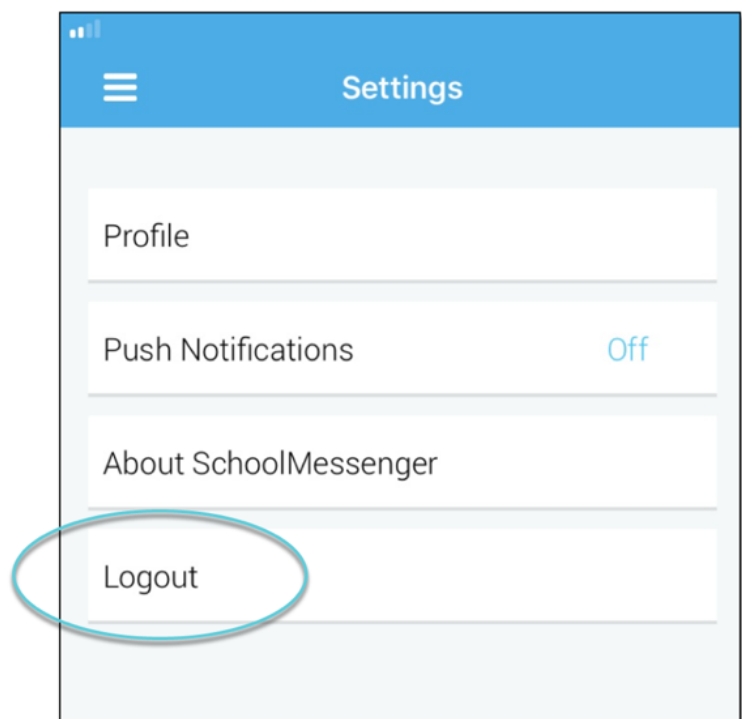 Settings
Profile
Push Notifications Off
About SchoolMessenger
Logout